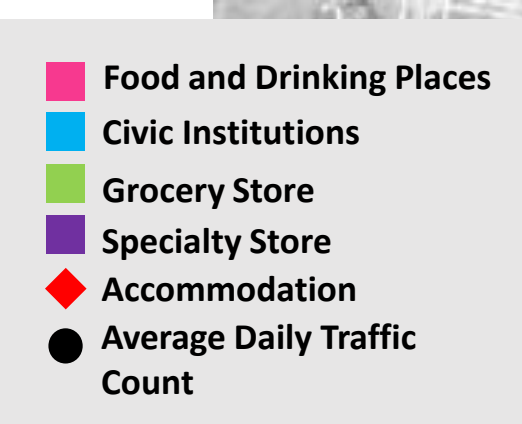 Food and Drinking Places
Civic Institutions
Grocery Store
Specialty Store
Accommodation
Average Daily Traffic
Count